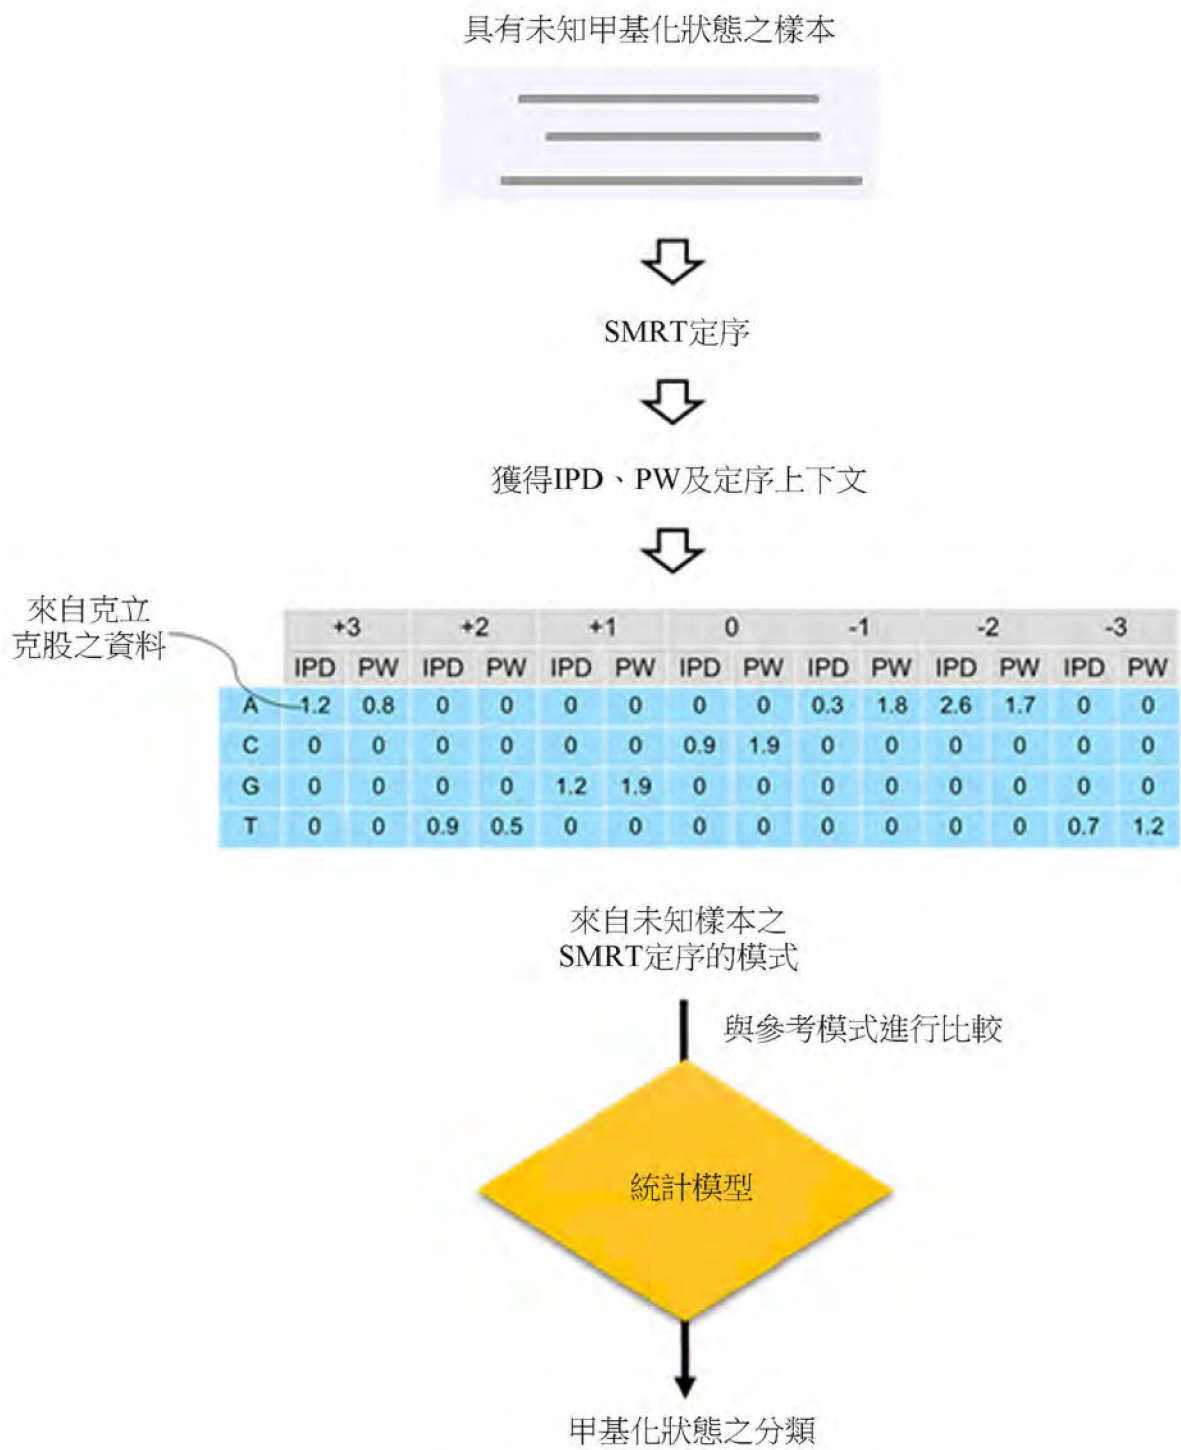 具有未知甲基化狀態之樣本
SMRT定序
獲得IPD、PW及定序上下文
來自克立
克股之資料
+3 +2 +1 0 -1 -2 -3
IPD PW IPD PW IPD PW IPD PW IPD PW IPD PW IPD PW
A 1.2 0.8 0 0 0 0 0 0 0.3 1.8 2.6 1.7 0 0
C 0 0 0 0 0 0 0.9 1.9 0 0 0 0 0 0
G 0 0 0 0 1.2 1.9 0 0 0 0 0 0 0 0
T 0 0 0.9 0.5 0 0 0 0 0 0 0 0 0.7 1.2
來自未知樣本之
SMRT定序的模式
與參考模式進行比較
統計模型
甲基化狀態之分類